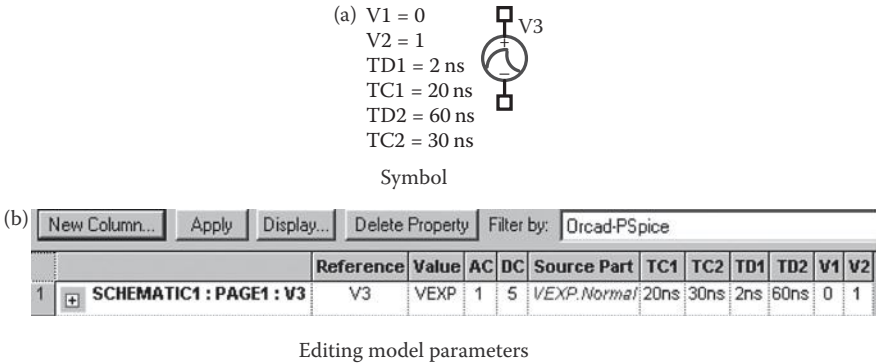 (a) V1 = 0
V3
V2 = 1
+
TD1 = 2 ns
−
TC1 = 20 ns
TD2 = 60 ns
TC2 = 30 ns
Symbol
(b) New Column... Apply Display... Delete Property Filter by: Orcad-PSpice
Reference Value AC DC Source Part TC1 TC2 TD1 TD2 V1 V2
1 + SCHEMATIC1 : PAGE1 : V3 V3 VEXP 1 5 VEXP.Normal 20ns 30ns 2ns 60ns 0 1
Editing model parameters